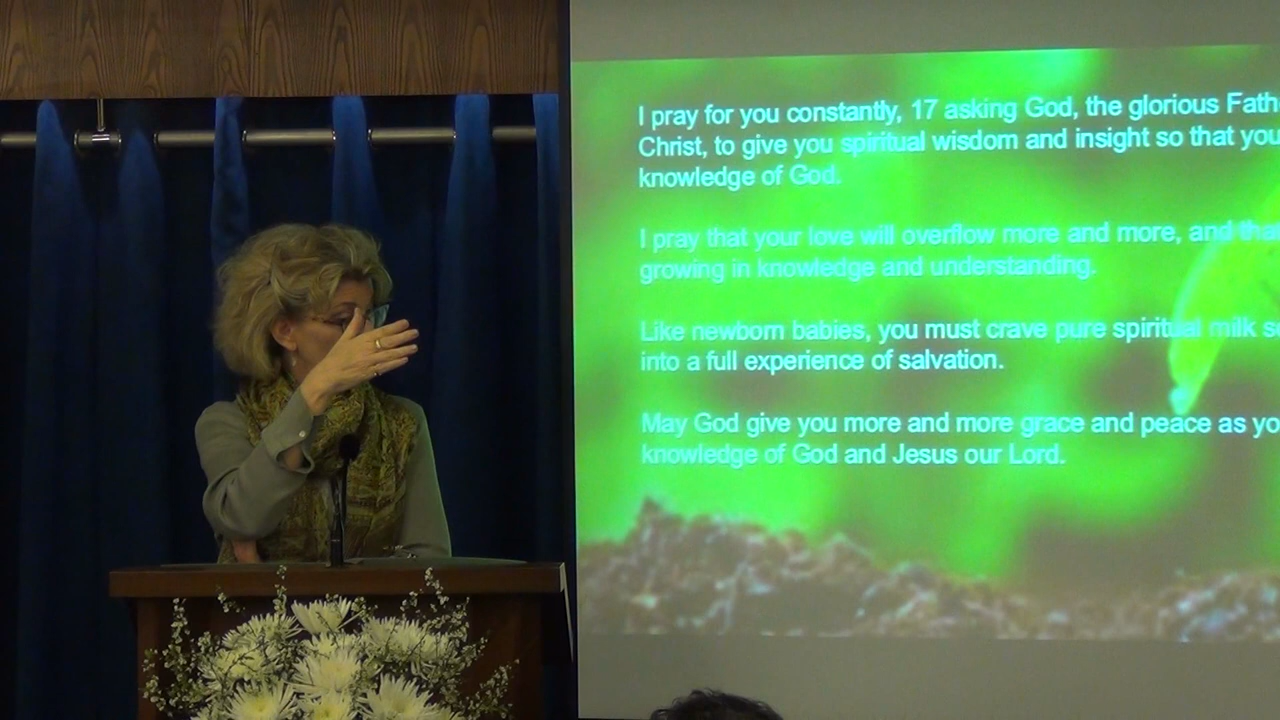 I pray for you constantly, 17 asking God, the glorious Fath
Christ, to give you spiritual wisdom and insight so that you
knowledge of God.
I pray that your love will overflow more and more, and tha
growing in knowledge and understanding.
Like newborn babies, you must crave pure spiritual milk s
into a full experience of salvation.
May God give you more and more grace and peace as yo
knowledge of God and Jesus our Lord.